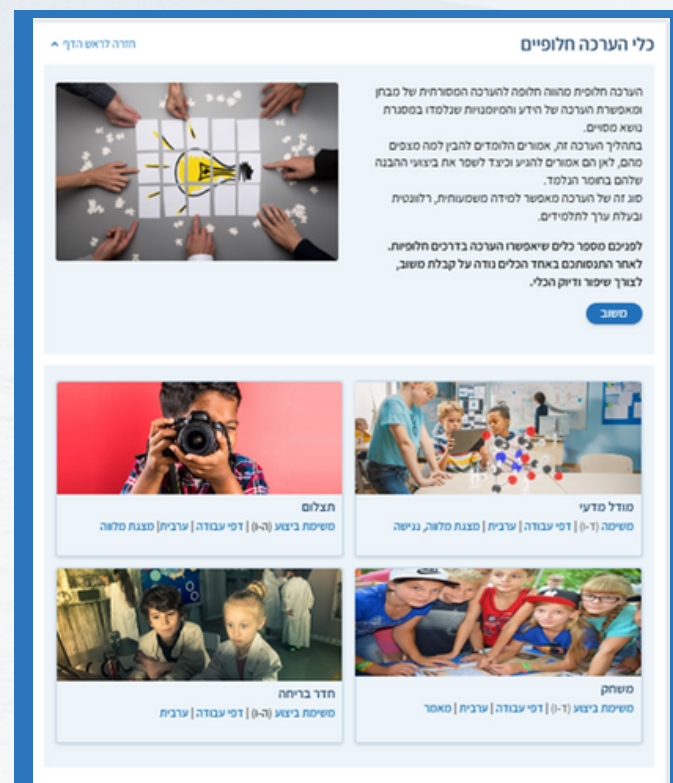 כלי הערכה חלופיים
חזרה לראש הדף
הערכה חלופית מהווה חלופה להערכה המסורתית של מבחן
ומאפשרת הערכה של הידע והמיומנויות שנלמדו במסגרת
נושא מסויים.
בתהליך הערכה זה, אמורים הלומדים להבין למה מצפים
מהם, לאן הם אמורים להגיע וכיצד לשפר את ביצועי ההבנה
שלהם בחומר הנלמד.
סוג זה של הערכה מאפשר למידה משמעותית, רלוונטית
ובעלת ערך לתלמידים.
לפניכם מספר כלים שיאפשרו הערכה בדרכים חלופיות.
לאחר התנסותכם באחד הכלים נודה על קבלת משוב,
לצורך שיפור ודיוק הכלי.
משוב
מודל מדעי
משימה (ד-ו) | דפי עבודה | ערבית | מצגת מלווה, נגישה
תצלום
משימת ביצוע (ה-ו) | דפי עבודה | ערבית| מצגת מלווה
משחק
משימת ביצוע (ד-ו) | דפי עבודה | ערבית | מאמר
חדר בריחה
משימת ביצוע (ה-ו) | דפי עבודה | ערבית